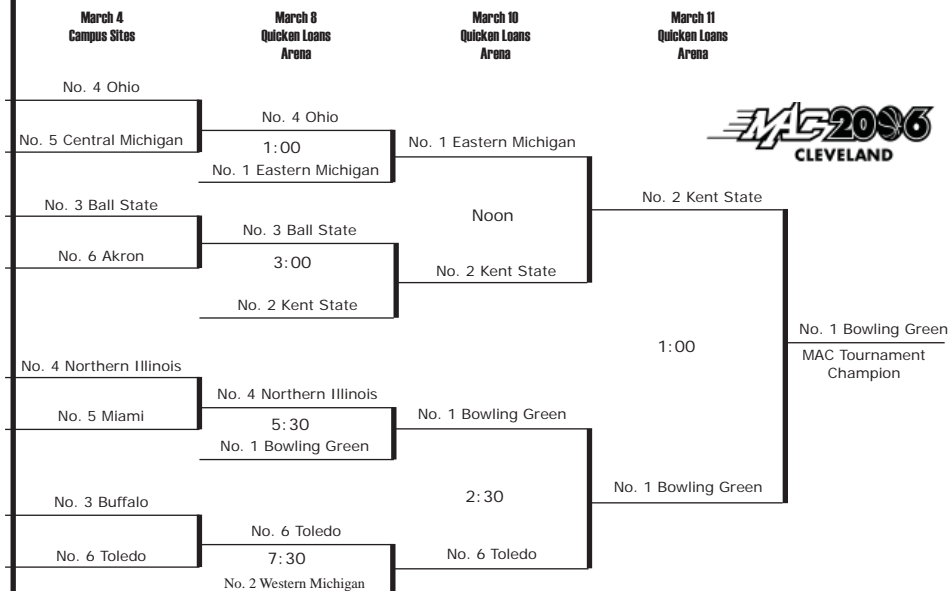 March 4
Campus Sites
March 8
Quicken Loans
Arena
March 10
Quicken Loans
Arena
March 11
Quicken Loans
Arena
MAC 2006
CLEVELAND
No. 4 Ohio
No. 5 Central Michigan
No. 3 Ball State
No. 6 Akron
No. 4 Northern Illinois
No. 5 Miami
No. 3 Buffalo
No. 6 Toledo
No. 4 Ohio
1:00
No. 1 Eastern Michigan
No. 3 Ball State
3:00
No. 2 Kent State
No. 4 Northern Illinois
5:30
No. 1 Bowling Green
No. 6 Toledo
7:30
No. 2 Western Michigan
No. 1 Eastern Michigan
Noon
No. 2 Kent State
No. 1 Bowling Green
2:30
No. 6 Toledo
No. 2 Kent State
1:00
No. 1 Bowling Green
No. 1 Bowling Green
MAC Tournament
Champion